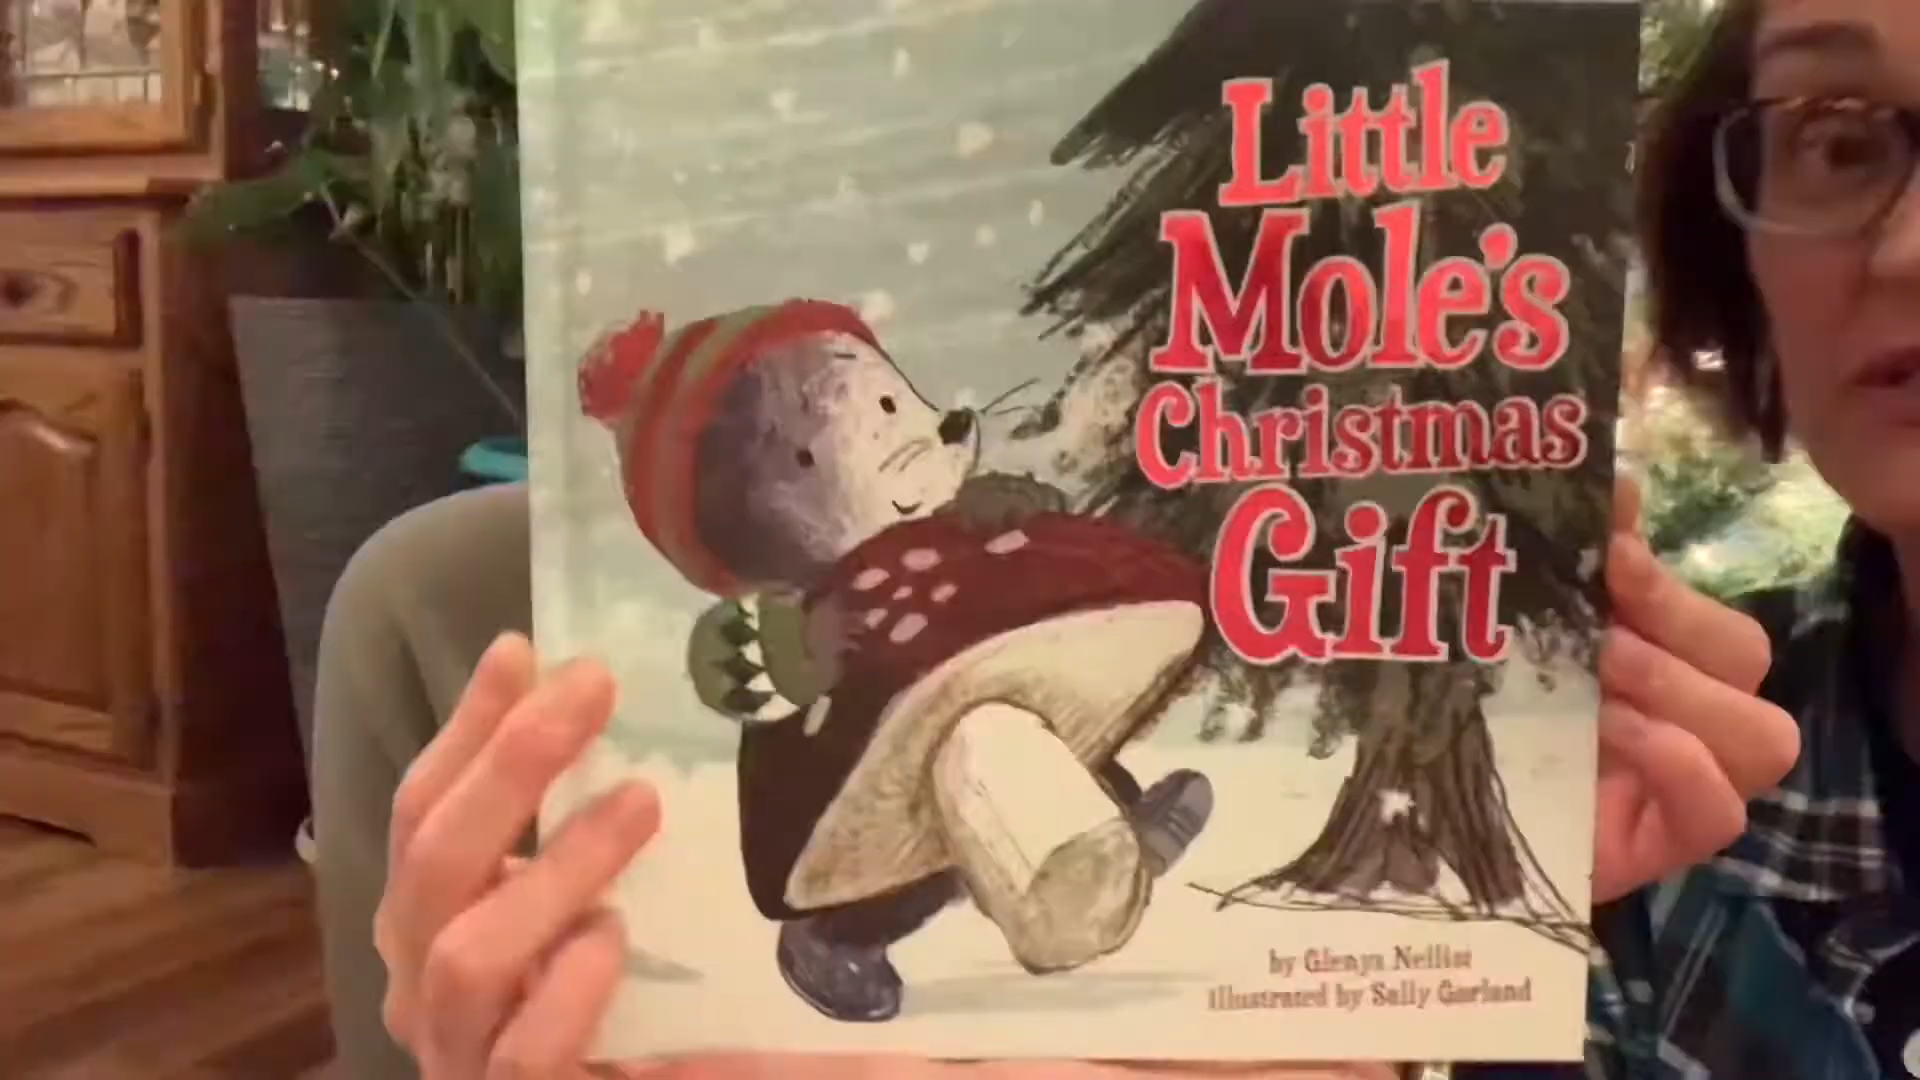 Little
Mole's
Christmas
Gift
by Glenys Nellist
illustrated by Sally Garland